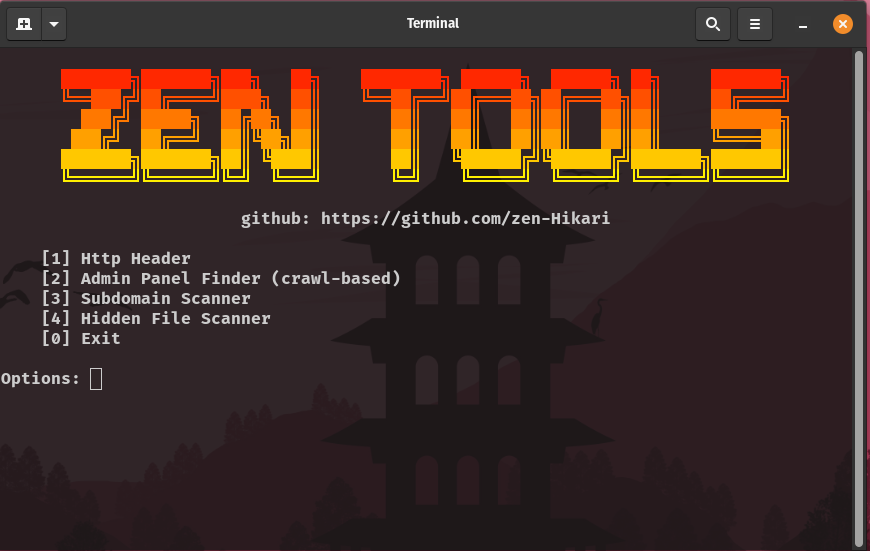 Terminal
ZEN TOOLS
github: https://github.com/zen-Hikari
[1] Http Header
[2] Admin Panel Finder (crawl-based)
[3] Subdomain Scanner
[4] Hidden File Scanner
[0] Exit
Options: